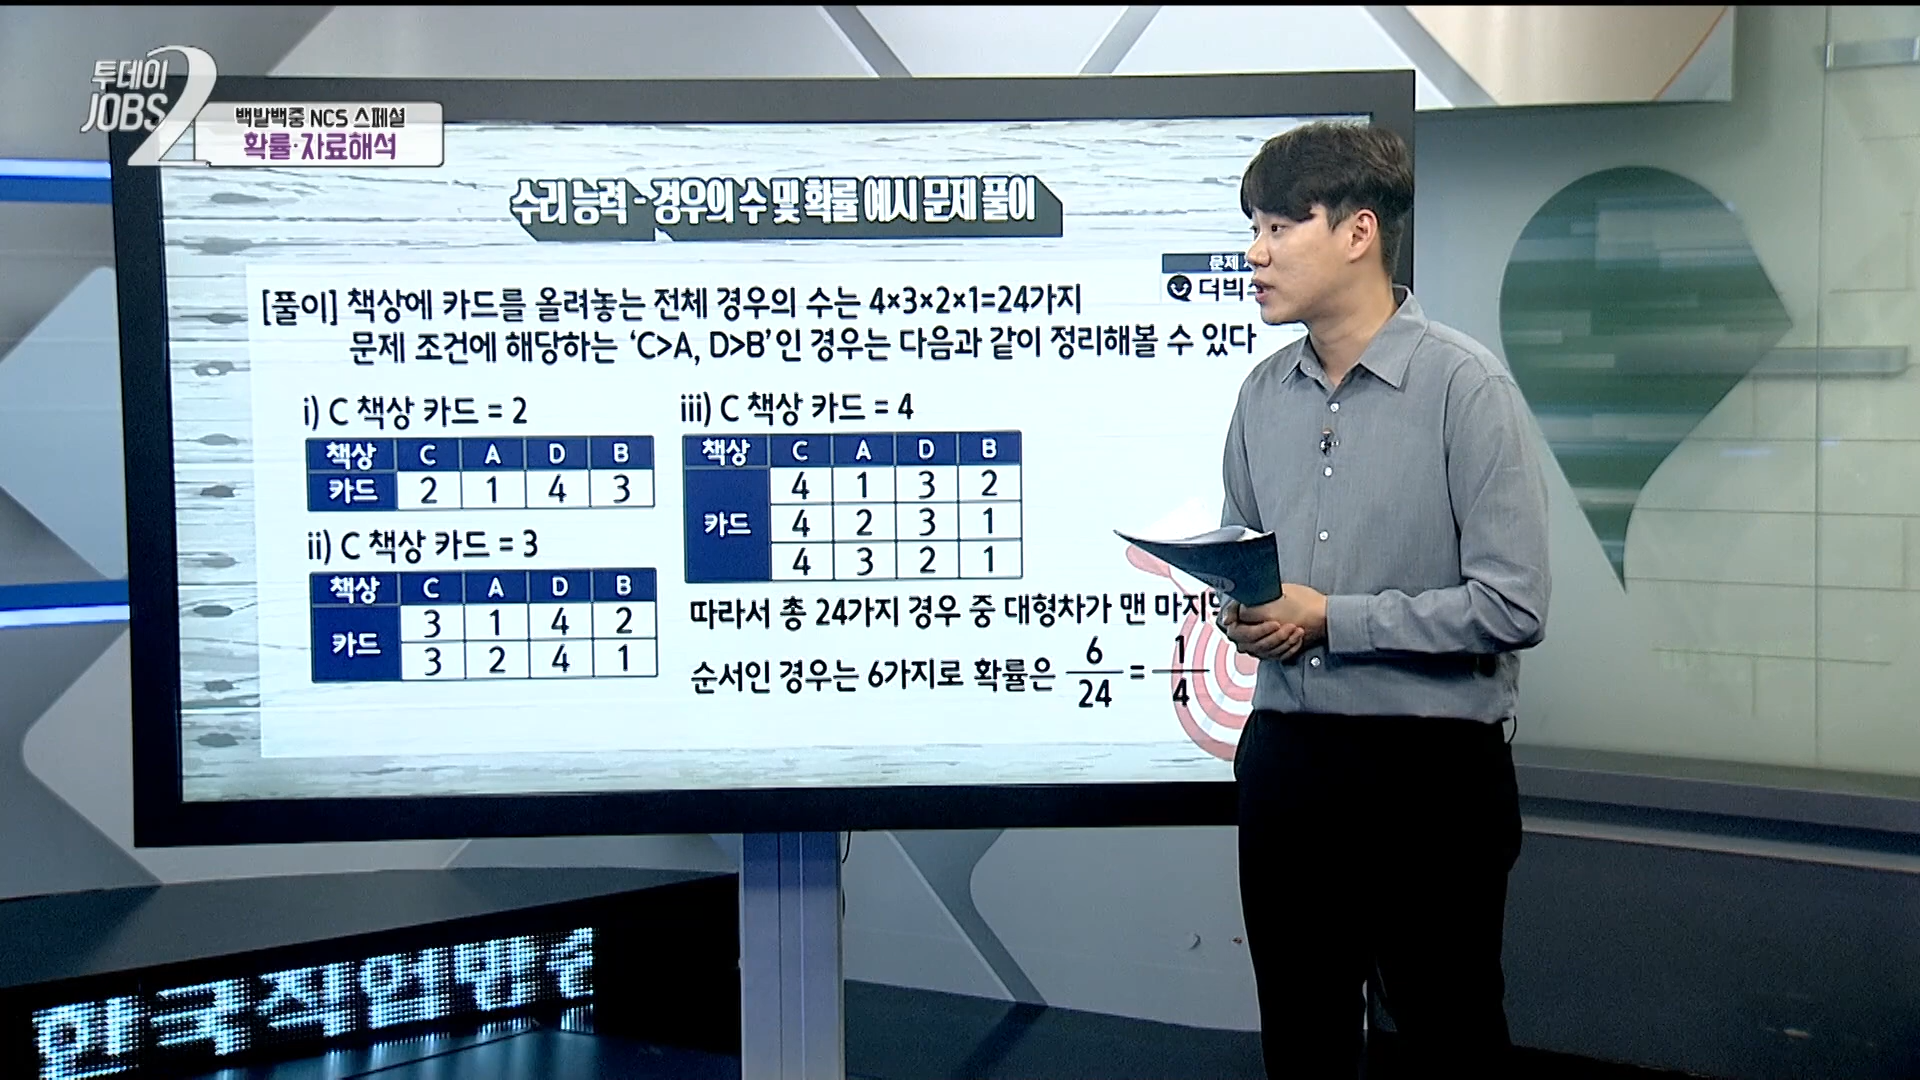 투데이
JOBS 2
백발백중 NCS 스페셜
확률·자료해석
수리 능력 - 경우의 수 및 확률 예시 문제 풀이
문제
더빅
[풀이] 책상에 카드를 올려놓는 전체 경우의 수는 4×3×2×1=24가지
문제 조건에 해당하는 ‘C>A, D>B’인 경우는 다음과 같이 정리해볼 수 있다
i) C 책상 카드 = 2
책상 C A D B
카드 2 1 4 3
ii) C 책상 카드 = 3
책상 C A D B
카드
3 1 4 2
3 2 4 1
iii) C 책상 카드 = 4
책상 C A D B
카드
4 1 3 2
4 2 3 1
4 3 2 1
따라서 총 24가지 경우 중 대형차가 맨 마지
순서인 경우는 6가지로 확률은 6/24 = 1/4
한국직업방송